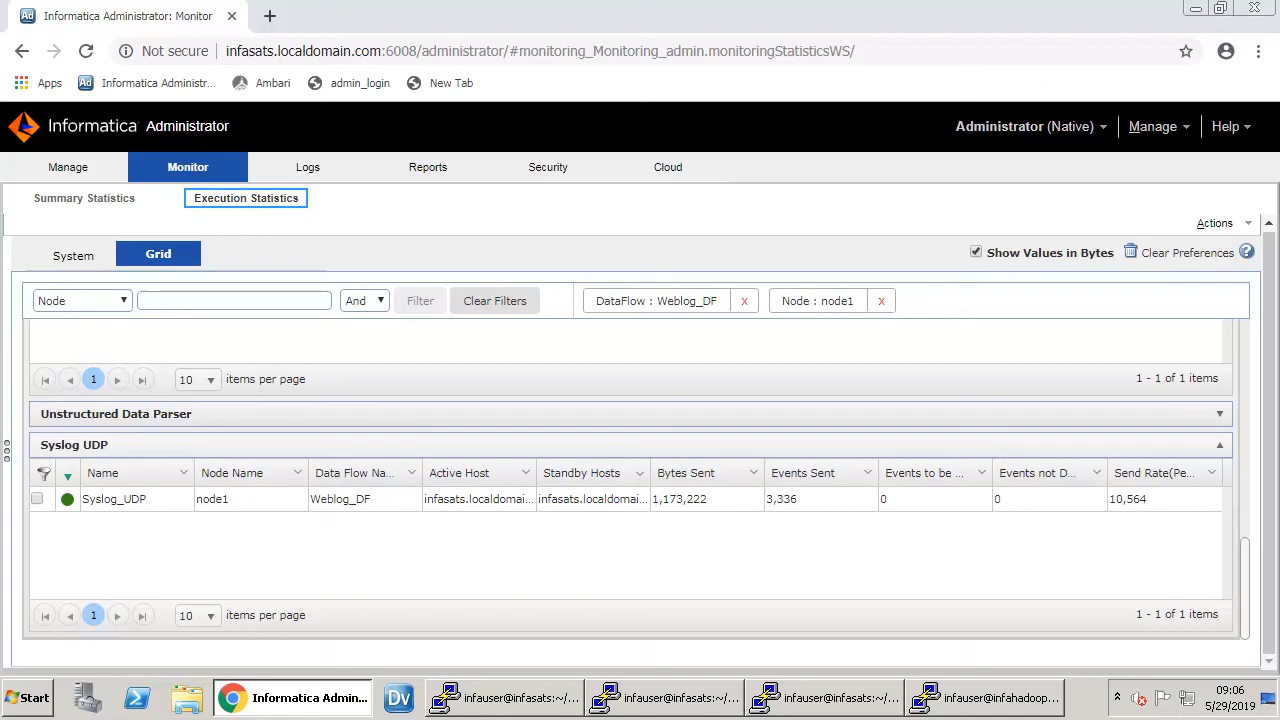 Informatica Administrator: Monitor
Not secure infasats.localdomain.com:6008/administrator/#monitoring_Monitoring_admin.monitoringStatisticsWS/
Apps Informatica Administr... Ambari admin_login New Tab
Informatica Administrator Administrator (Native) Manage Help
Manage Monitor Logs Reports Security Cloud
Summary Statistics Execution Statistics
Actions
System Grid Show Values in Bytes Clear Preferences
Node And Filter Clear Filters DataFlow : Weblog_DF x Node : node1 x
1 10 items per page 1 - 1 of 1 items
Unstructured Data Parser
Syslog UDP
Name Node Name Data Flow Na... Active Host Standby Hosts Bytes Sent Events Sent Events to be ... Events not D... Send Rate(Pe...
Syslog_UDP node1 Weblog_DF infasats.localdomai... infasats.localdomai... 1,173,222 3,336 0 0 10,564
1 10 items per page 1 - 1 of 1 items
Start Informatica Admin... Dv infauser@infasats:~/... infauser@infasats:~/... infauser@infasats:~/... infauser@infahadoop... 09:06
5/29/2019